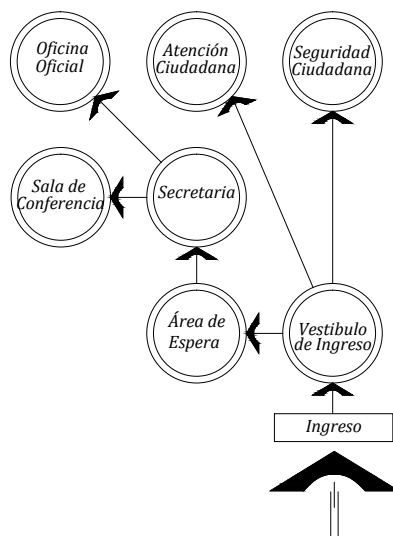 Oficina
Oficial
Atención
Ciudadana
Seguridad
Ciudadana
Sala de
Conferencia
Secretaria
Área de
Espera
Vestibulo
de Ingreso
Ingreso